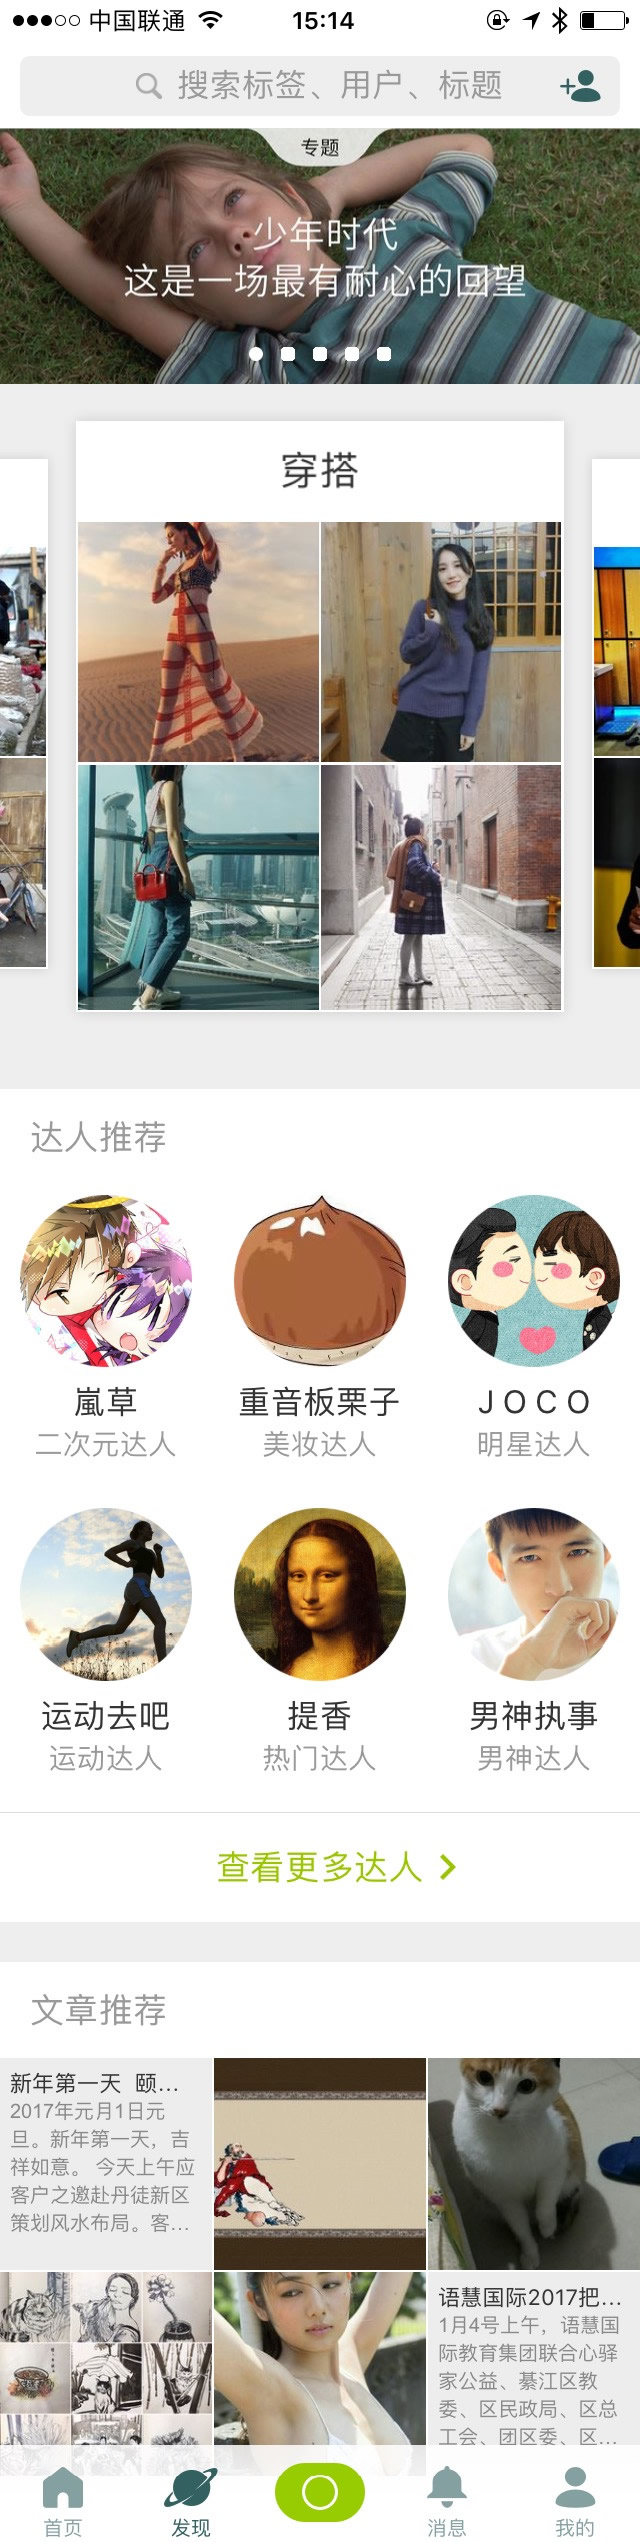 中国联通
15:14
搜索标签、用户、标题
专题
少年时代
这是一场最有耐心的回望
穿搭
达人推荐
嵐草
重音板栗子
J O C O
二次元达人
美妆达人
明星达人
运动去吧
提香
男神执事
运动达人
热门达人
男神达人
查看更多达人
文章推荐
新年第一天 颐...
2017年元月1日元
旦。新年第一天，吉
祥如意。 今天上午应
客户之邀赴丹徒新区
策划风水布局。客...
语慧国际2017把...
1月4号上午，语慧国
际教育集团联合心驿
家公益、綦江区教
委、区民政局、区总
工会、团区委、区...
首页
发现
消息
我的